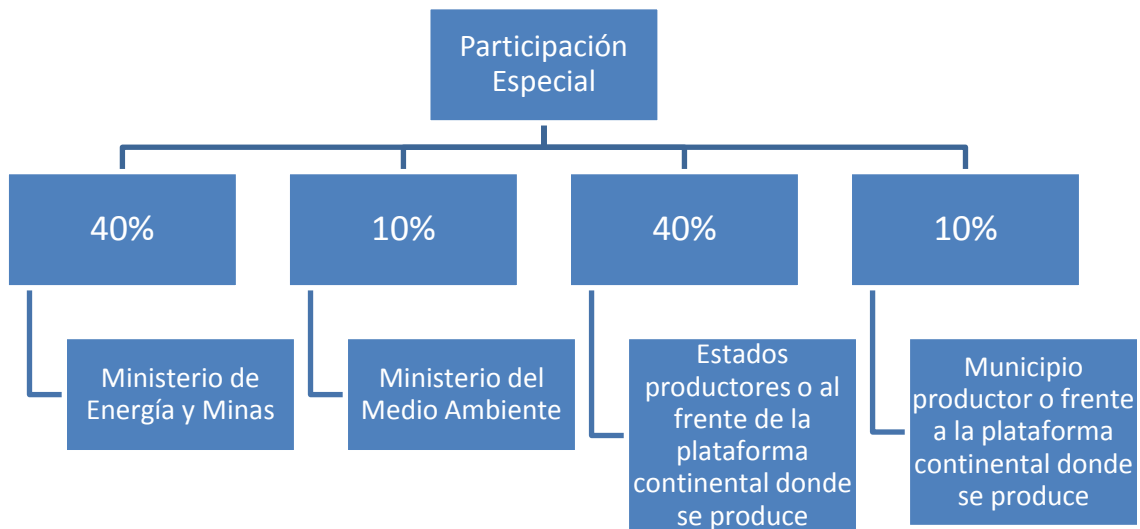 Participación
Especial
40%
10%
40%
10%
Ministerio de
Energía y Minas
Ministerio del
Medio Ambiente
Estados
productores o al
frente de la
plataforma
continental donde
se produce
Municipio
productor o frente
a la plataforma
continental donde
se produce